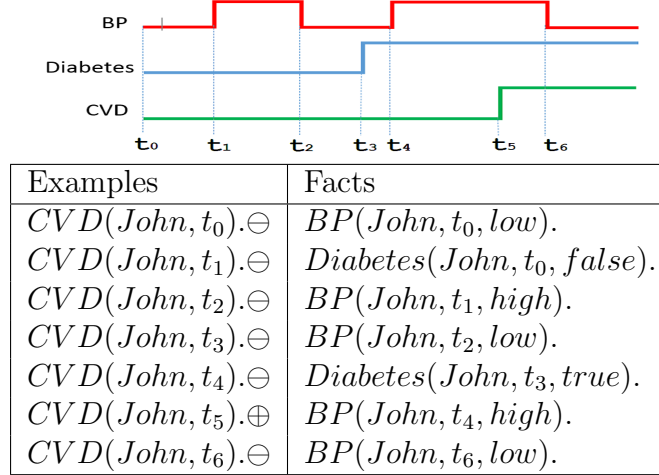 BP
Diabetes
CVD
t₀ t₁ t₂ t₃ t₄ t₅ t₆
Examples Facts
CVD(John, t₀).⊖ BP(John, t₀, low).
CVD(John, t₁).⊖ Diabetes(John, t₀, false).
CVD(John, t₂).⊖ BP(John, t₁, high).
CVD(John, t₃).⊖ BP(John, t₂, low).
CVD(John, t₄).⊖ Diabetes(John, t₃, true).
CVD(John, t₅).⊕ BP(John, t₄, high).
CVD(John, t₆).⊖ BP(John, t₆, low).